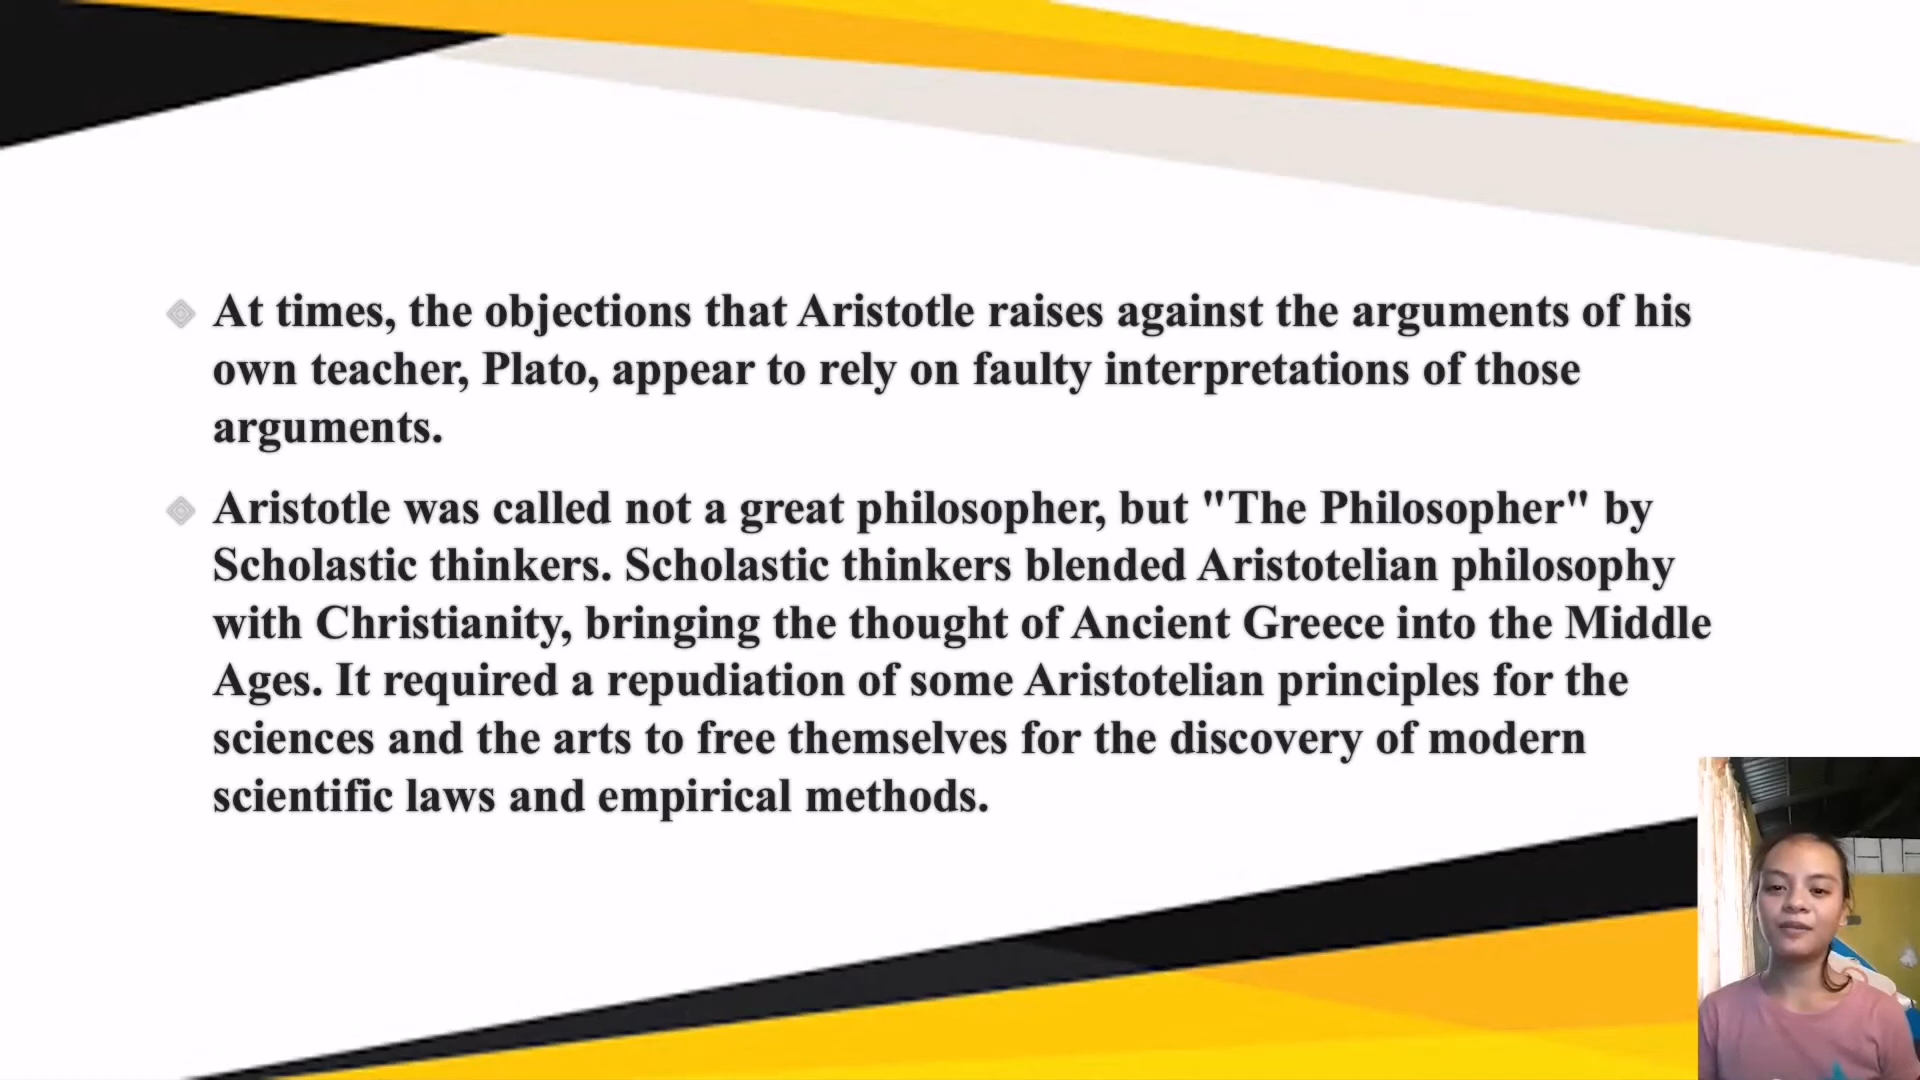 At times, the objections that Aristotle raises against the arguments of his
own teacher, Plato, appear to rely on faulty interpretations of those
arguments.
Aristotle was called not a great philosopher, but "The Philosopher" by
Scholastic thinkers. Scholastic thinkers blended Aristotelian philosophy
with Christianity, bringing the thought of Ancient Greece into the Middle
Ages. It required a repudiation of some Aristotelian principles for the
sciences and the arts to free themselves for the discovery of modern
scientific laws and empirical methods.